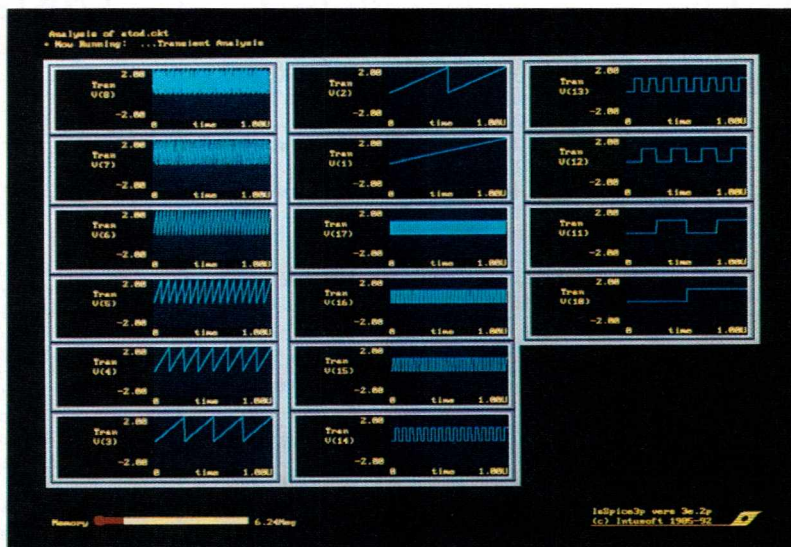 Analysis of atod.ckt
* Now Running: ...Transient Analysis
2.00
Tran
V(8)
-2.00
0 time 1.00U
2.00
Tran
V(7)
-2.00
0 time 1.00U
2.00
Tran
V(6)
-2.00
0 time 1.00U
2.00
Tran
V(5)
-2.00
0 time 1.00U
2.00
Tran
V(4)
-2.00
0 time 1.00U
2.00
Tran
V(3)
-2.00
0 time 1.00U
2.00
Tran
V(2)
-2.00
0 time 1.00U
2.00
Tran
V(1)
-2.00
0 time 1.00U
2.00
Tran
V(17)
-2.00
0 time 1.00U
2.00
Tran
V(16)
-2.00
0 time 1.00U
2.00
Tran
V(15)
-2.00
0 time 1.00U
2.00
Tran
V(14)
-2.00
0 time 1.00U
2.00
Tran
V(13)
-2.00
0 time 1.00U
2.00
Tran
V(12)
-2.00
0 time 1.00U
2.00
Tran
V(11)
-2.00
0 time 1.00U
2.00
Tran
V(10)
-2.00
0 time 1.00U
Memory 6.24Meg
IsSpice3p vers 3e.2p
(c) Intusoft 1985-92